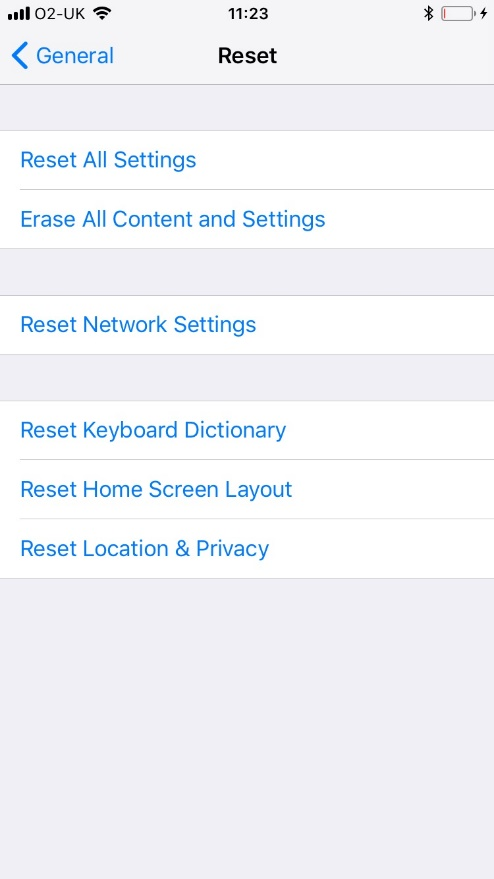 O2-UK 11:23
General Reset
Reset All Settings
Erase All Content and Settings
Reset Network Settings
Reset Keyboard Dictionary
Reset Home Screen Layout
Reset Location & Privacy